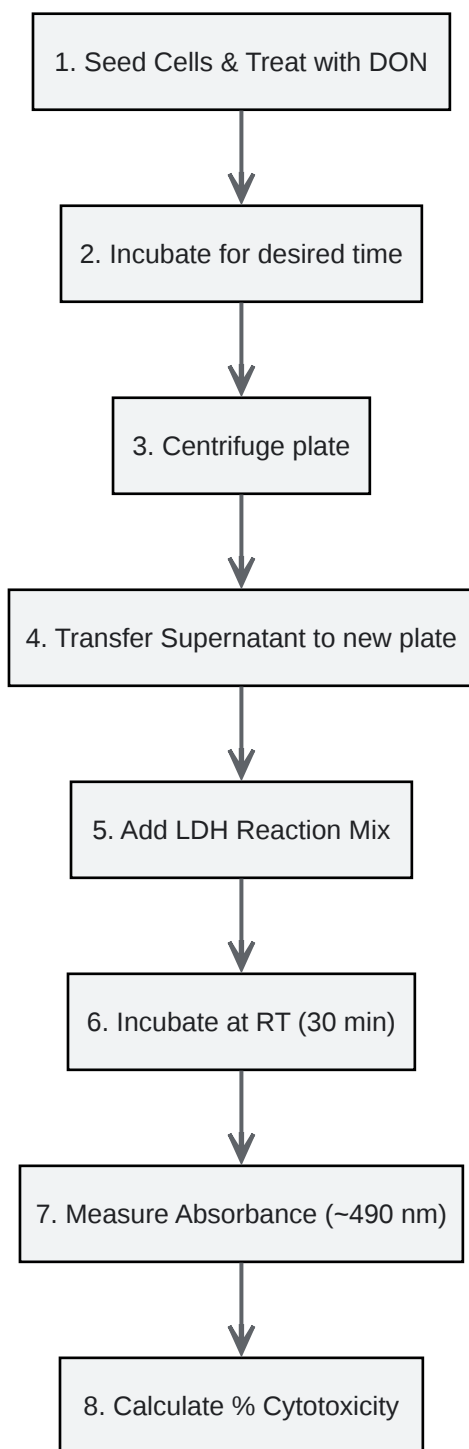 1. Seed Cells & Treat with DON
2. Incubate for desired time
3. Centrifuge plate
4. Transfer Supernatant to new plate
5. Add LDH Reaction Mix
6. Incubate at RT (30 min)
7. Measure Absorbance (~490 nm)
8. Calculate % Cytotoxicity